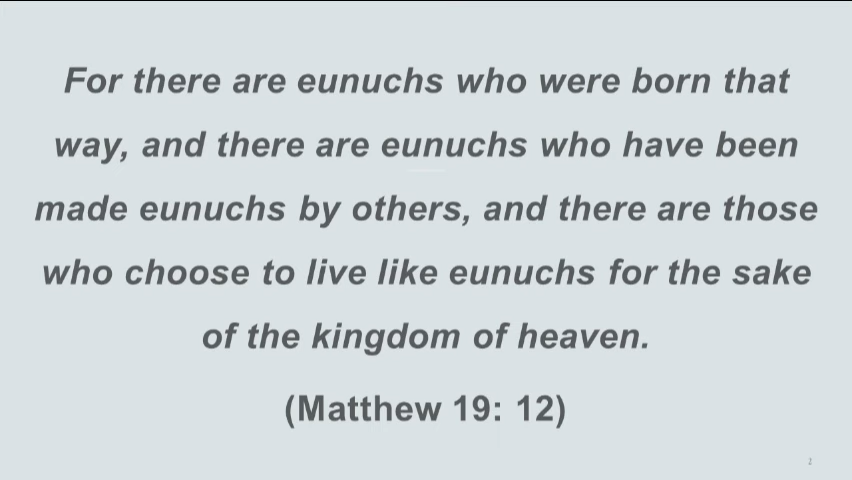 For there are eunuchs who were born that
way, and there are eunuchs who have been
made eunuchs by others, and there are those
who choose to live like eunuchs for the sake
of the kingdom of heaven.
(Matthew 19: 12)
2